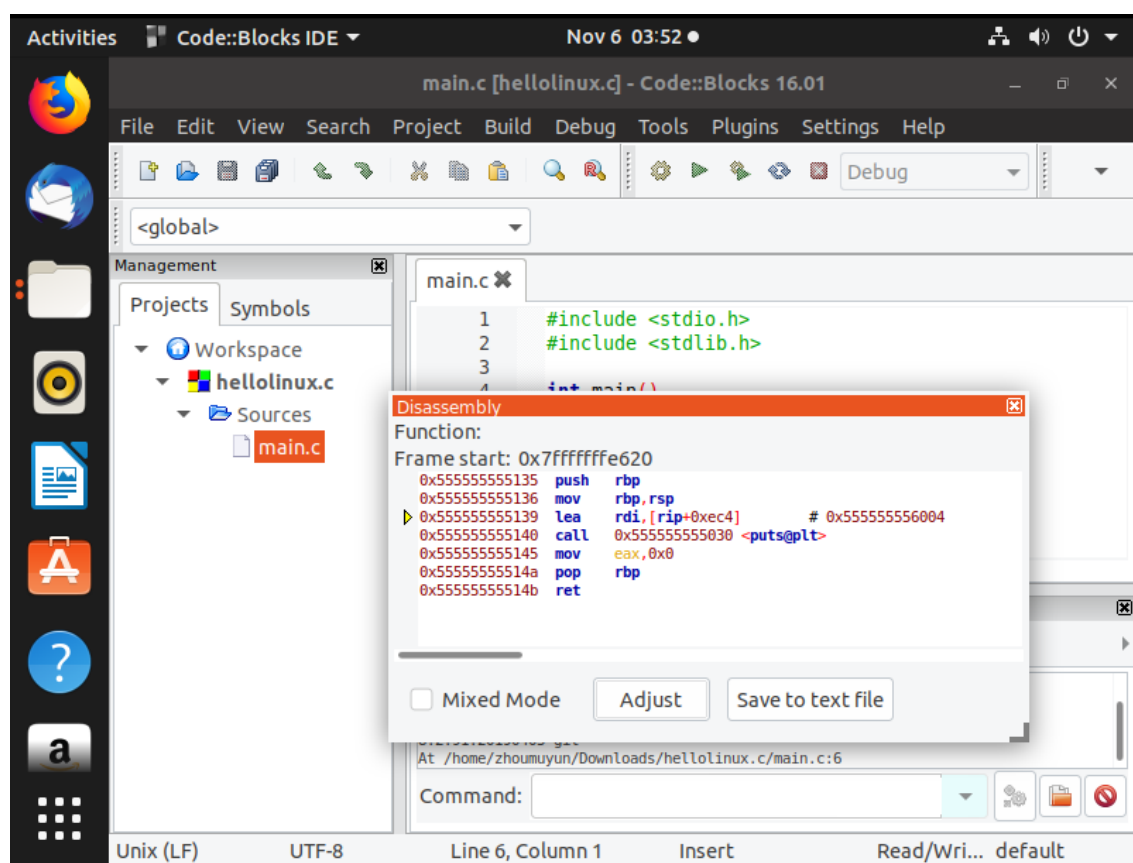 Activities Code::Blocks IDE Nov 6 03:52
main.c [hellolinux.c] - Code::Blocks 16.01
File Edit View Search Project Build Debug Tools Plugins Settings Help
Debug
<global>
Management
Projects Symbols
Workspace
hellolinux.c
Sources
main.c
main.c
1 #include <stdio.h>
2 #include <stdlib.h>
3
4 int main()
Disassembly
Function:
Frame start: 0x7fffffffe620
0x555555555135 push rbp
0x555555555136 mov rbp,rsp
0x555555555139 lea rdi,[rip+0xec4] # 0x555555556004
0x555555555140 call 0x555555555030 <puts@plt>
0x555555555145 mov eax,0x0
0x55555555514a pop rbp
0x55555555514b ret
Mixed Mode Adjust Save to text file
At /home/zhoumuyun/Downloads/hellolinux.c/main.c:6
Command:
Unix (LF) UTF-8 Line 6, Column 1 Insert Read/Wri... default